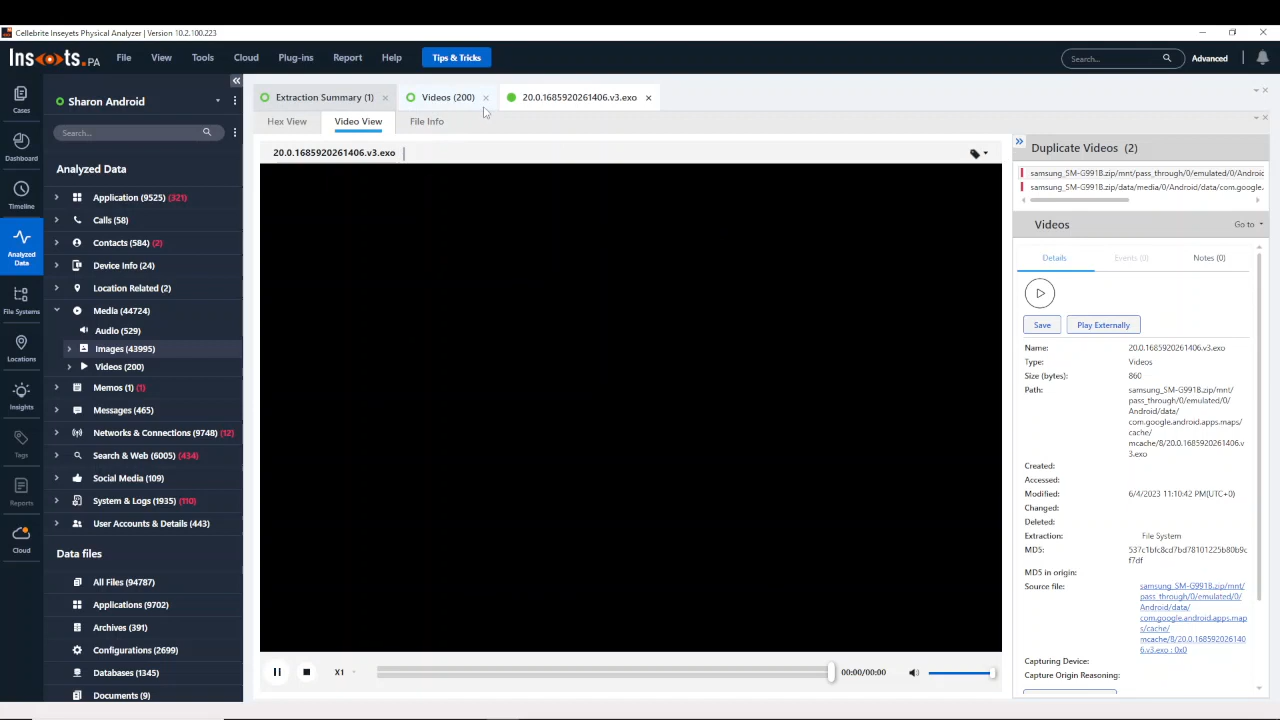 Cellebrite Inseyets Physical Analyzer | Version 10.2.100.223
Ins ts.PA File View Tools Cloud Plug-ins Report Help Tips & Tricks Search... Advanced
Cases
Dashboard
Timeline
Analyzed
Data
File Systems
Locations
Insights
Tags
Reports
Cloud
Sharon Android
Search...
Analyzed Data
Application (9525) (321)
Calls (58)
Contacts (584) (2)
Device Info (24)
Location Related (2)
Media (44724)
Audio (529)
Images (43995)
Videos (200)
Memos (1) (1)
Messages (465)
Networks & Connections (9748) (12)
Search & Web (6005) (434)
Social Media (109)
System & Logs (1935) (110)
User Accounts & Details (443)
Data files
All Files (94787)
Applications (9702)
Archives (391)
Configurations (2699)
Databases (1345)
Documents (9)
Extraction Summary (1) Videos (200) 20.0.1685920261406.v3.exo
Hex View Video View File Info
20.0.1685920261406.v3.exo
X1 00:00/00:00
Duplicate Videos (2)
samsung_SM-G991B.zip/mnt/pass_through/0/emulated/0/Androic
samsung_SM-G991B.zip/data/media/0/Android/data/com.google.
Videos Go to
Details Events (0) Notes (0)
Save Play Externally
Name: 20.0.1685920261406.v3.exo
Type: Videos
Size (bytes): 860
Path: samsung_SM-G991B.zip/mnt/
pass_through/0/emulated/0/
Android/data/
com.google.android.apps.maps/
cache/
mcache/8/20.0.1685920261406.v
3.exo
Created:
Accessed:
Modified: 6/4/2023 11:10:42 PM(UTC+0)
Changed:
Deleted:
Extraction: File System
MD5: 537c1bfc8cd7bd78101225b80b9c
f7df
MD5 in origin:
Source file: samsung_SM-G991B.zip/mnt/
pass_through/0/emulated/0/
Android/data/
com.google.android.apps.map
s/cache/
mcache/8/20.0.168592026140
6.v3.exo : 0x0
Capturing Device:
Capture Origin Reasoning: